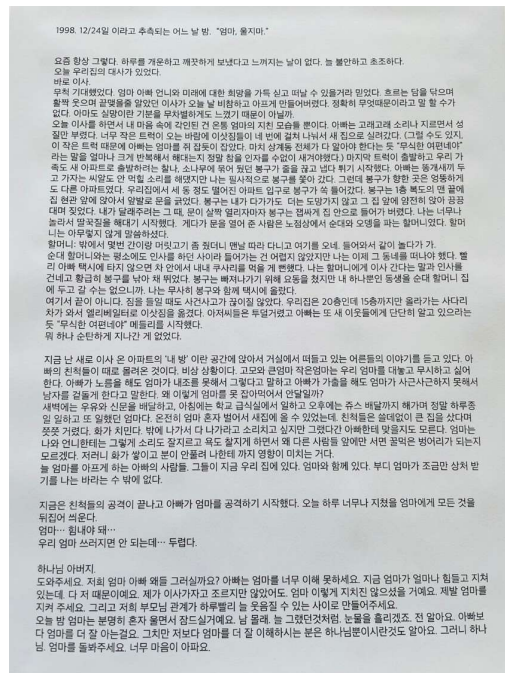 1998. 12/24일 이라고 추측되는 어느 날 밤. "엄마, 울지마."
요즘 항상 그렇다. 하루를 개운하고 깨끗하게 보냈다고 느껴지는 날이 없다. 늘 불안하고 초조하다.
오늘 우리집의 대사가 있었다.
바로 이사.
무척 기대했었다. 엄마 아빠 언니와 미래에 대한 희망을 가득 싣고 떠날 수 있을거라 믿었다. 흐르는 땀을 닦으며
활짝 웃으며 끝맺을줄 알았던 이사가 오늘 날 비참하고 아프게 만들어버렸다. 정확히 무엇때문이라고 말 할 수가
없다. 아마도 실망이란 기분을 무차별하게도 느꼈기 때문이 아닐까.
오늘 이사를 하면서 내 마음 속에 각인된 건 온통 엄마의 지친 모습들 뿐이다. 아빠는 고래고래 소리나 지르면서 성
질만 부렸다. 너무 작은 트럭이 오는 바람에 이삿짐들이 네 번에 걸쳐 나눠서 새 집으로 실려갔다. (그럴 수도 있지,
이 작은 트럭 때문에 아빠는 엄마를 쥐 잡듯이 잡았다. 마치 상계동 전체가 다 알아야 한다는 듯 "무식한 여편네야"
라는 말을 얼마나 크게 반복해서 해대는지 정말 참을 인자를 수없이 새겨야했다.) 마지막 트럭이 출발하고 우리 가
족도 새 아파트로 출발하려는 찰나, 소나무에 묶어 뒀던 봉구가 줄을 끊고 냅다 튀기 시작했다. 아빠는 똥개새끼 두
고 가자는 씨알도 안 먹힐 소리를 해댔지만 나는 필사적으로 봉구를 쫓아 갔다. 그런데 봉구가 향한 곳은 엉뚱하게
도 다른 아파트였다. 우리집에서 세 동 정도 떨어진 아파트 입구로 봉구가 쏙 들어갔다. 봉구는 1층 복도의 맨 끝에
집 현관 앞에 앉아서 앞발로 문을 긁었다. 봉구는 내가 다가가도 더는 도망가지 않고 그 집 앞에 얌전히 앉아 끙끙
대며 짖었다. 내가 달래주려는 그 때, 문이 살짝 열리자마자 봉구는 잽싸게 집 안으로 들어가 버렸다. 나는 너무나
놀라서 딸꾹질을 해대기 시작했다. 게다가 문을 열어 준 사람은 노점상에서 순대와 오뎅을 파는 할머니였다. 할머
니는 아무렇지 않게 말씀하셨다.
할머니: 밖에서 몇번 간이랑 머릿고기 좀 줬더니 맨날 따라 다니고 여기를 오네. 들어와서 같이 놀다가 가.
순대 할머니와는 평소에도 인사를 하던 사이라 들어가는 건 어렵지 않았지만 나는 이제 그 동네를 떠나야 했다. 빨
리 아빠 택시에 타지 않으면 차 안에서 내내 쿠사리를 먹을 게 뻔했다. 나는 할머니에게 이사 간다는 말과 인사를
건네고 황급히 봉구를 낚아 채 뛰었다. 봉구는 빠져나가기 위해 요동을 쳤지만 내 하나뿐인 동생을 순대 할머니 집
에 두고 갈 수는 없으니까. 나는 무사히 봉구와 함께 택시에 올랐다.
여기서 끝이 아니다. 짐을 들일 때도 사건사고가 끊이질 않았다. 우리집은 20층인데 15층까지만 올라가는 사다리
차가 와서 엘리베이터로 이삿짐을 옮겼다. 아저씨들은 투덜거렸고 아빠는 또 새 이웃들에게 단단히 알고 있으라는
듯 "무식한 여편네야" 메들리를 시작했다.
뭐 하나 순탄하게 지나간 게 없었다.
지금 난 새로 이사 온 아파트의 '내 방' 이란 공간에 앉아서 거실에서 떠들고 있는 어른들의 이야기를 듣고 있다. 아
빠의 친척들이 때로 몰려온 것이다. 비상 상황이다. 고모와 큰엄마 작은엄마는 우리 엄마를 대놓고 무시하고 싫어
한다. 아빠가 노름을 해도 엄마가 내조를 못해서 그렇다고 말하고 아빠가 가출을 해도 엄마가 사근사근하지 못해서
남자를 겉돌게 한다고 말한다. 왜 이렇게 엄마를 못 잡아먹어서 안달일까?
새벽에는 우유와 신문을 배달하고, 아침에는 학교 급식실에서 일하고 오후에는 쥬스 배달까지 해가며 정말 하루종
일 일하고 또 일했던 엄마다. 온전히 엄마 혼자 벌어서 새집에 올 수 있었는데. 친척들은 쓸데없이 큰 집을 샀다며
쯧쯧 거렸다. 화가 치민다. 밖에 나가서 다 나가라고 소리치고 싶지만 그랬다간 아빠한테 맞을지도 모른다. 엄마는
나와 언니한테는 그렇게 소리도 잘지르고 욕도 찰지게 하면서 왜 다른 사람들 앞에만 서면 꿀먹은 벙어리가 되는지
모르겠다. 저러니 화가 쌓이고 분이 안풀려 나한테 까지 영향이 미치는 거다.
늘 엄마를 아프게 하는 아빠의 사람들. 그들이 지금 우리 집에 있다. 엄마와 함께 있다. 부디 엄마가 조금만 상처 받
기를 나는 바라는 수 밖에 없다.
지금은 친척들의 공격이 끝나고 아빠가 엄마를 공격하기 시작했다. 오늘 하루 너무나 지쳤을 엄마에게 모든 것을
뒤집어 씌운다.
엄마… 힘내야 돼…
우리 엄마 쓰러지면 안 되는데… 두렵다.
하나님 아버지.
도와주세요. 저희 엄마 아빠 왜들 그러실까요? 아빠는 엄마를 너무 이해 못하세요. 지금 엄마가 얼마나 힘들고 지쳐
있는데. 다 저 때문이예요. 제가 이사가자고 조르지만 않았어도. 엄마 이렇게 지치진 않으셨을 거예요. 제발 엄마를
지켜 주세요. 그리고 저희 부모님 관계가 하루빨리 늘 웃음질 수 있는 사이로 만들어주세요.
오늘 밤 엄마는 분명히 혼자 울면서 잠드실거예요. 남 몰래. 늘 그랬던것처럼. 눈물을 흘리겠죠. 전 알아요. 아빠보
다 엄마를 더 잘 아는걸요. 그치만 저보다 엄마를 더 잘 이해하시는 분은 하나님뿐이시란것도 알아요. 그러니 하나
님. 엄마를 돌봐주세요. 너무 마음이 아파요.